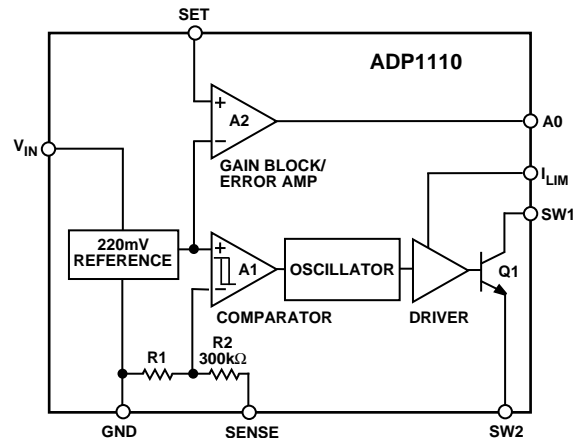 SET
ADP1110
A2
+
−
A0
VIN
GAIN BLOCK/
ERROR AMP
ILIM
SW1
220mV
REFERENCE
+
A1
−
OSCILLATOR
Q1
COMPARATOR
DRIVER
R1
R2
300kΩ
GND
SENSE
SW2